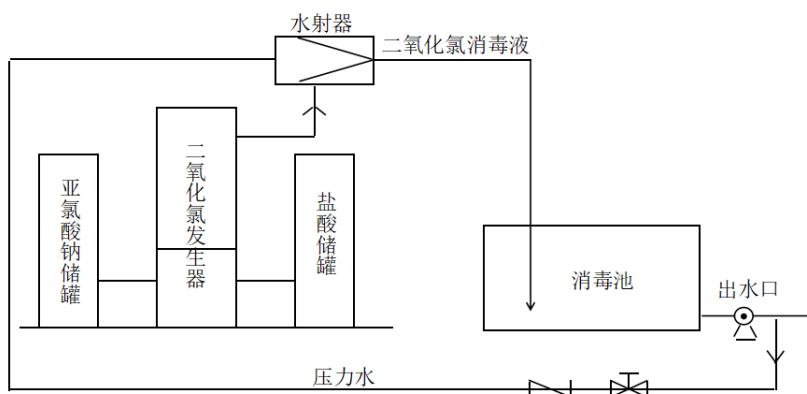 水射器
二氧化氯消毒液
二氧化氯发生器
亚氯酸钠储罐
盐酸储罐
消毒池
出水口
压力水